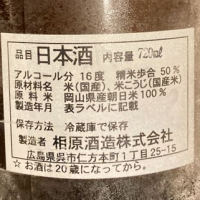 品目 日本酒 内容量 720ml
アルコール分 16度 精米歩合 50%
原材料名 米(国産)、米こうじ(国産米)
原料米 岡山県産朝日米100%
製造年月 表ラベルに記載
保存方法 冷蔵庫で保存
製造者 相原酒造株式会社
広島県呉市仁方本町1丁目25-15
☆お酒は20歳になってから。